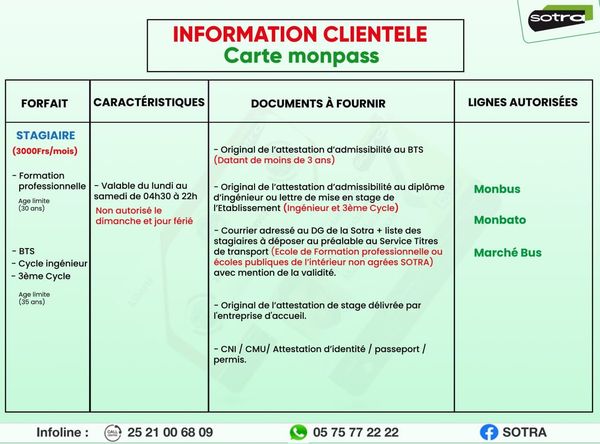 sotra
INFORMATION CLIENTELE
Carte monpass
FORFAIT
CARACTÉRISTIQUES
DOCUMENTS À FOURNIR
LIGNES AUTORISÉES
STAGIAIRE
(3000Frs/mois)
- Formation
professionnelle
Age limite
(30 ans)
- BTS
- Cycle ingénieur
- 3ème Cycle
Age limite
(35 ans)
- Valable du lundi au
samedi de 04h30 à 22h
Non autorisé le
dimanche et jour férié
- Original de l'attestation d'admissibilité au BTS
(Datant de moins de 3 ans)
- Original de l'attestation d'admissibilité au diplôme
d'ingénieur ou lettre de mise en stage de
l'Etablissement (Ingénieur et 3ème Cycle)
- Courrier adressé au DG de la Sotra + liste des
stagiaires à déposer au préalable au Service Titres
de transport (Ecole de Formation professionnelle ou
écoles publiques de l'intérieur non agrées SOTRA)
avec mention de la validité.
- Original de l'attestation de stage délivrée par
l'entreprise d'accueil.
- CNI / CMU/ Attestation d'identité / passeport /
permis.
Monbus
Monbato
Marché Bus
Infoline : 25 21 00 68 09 05 75 77 22 22 SOTRA